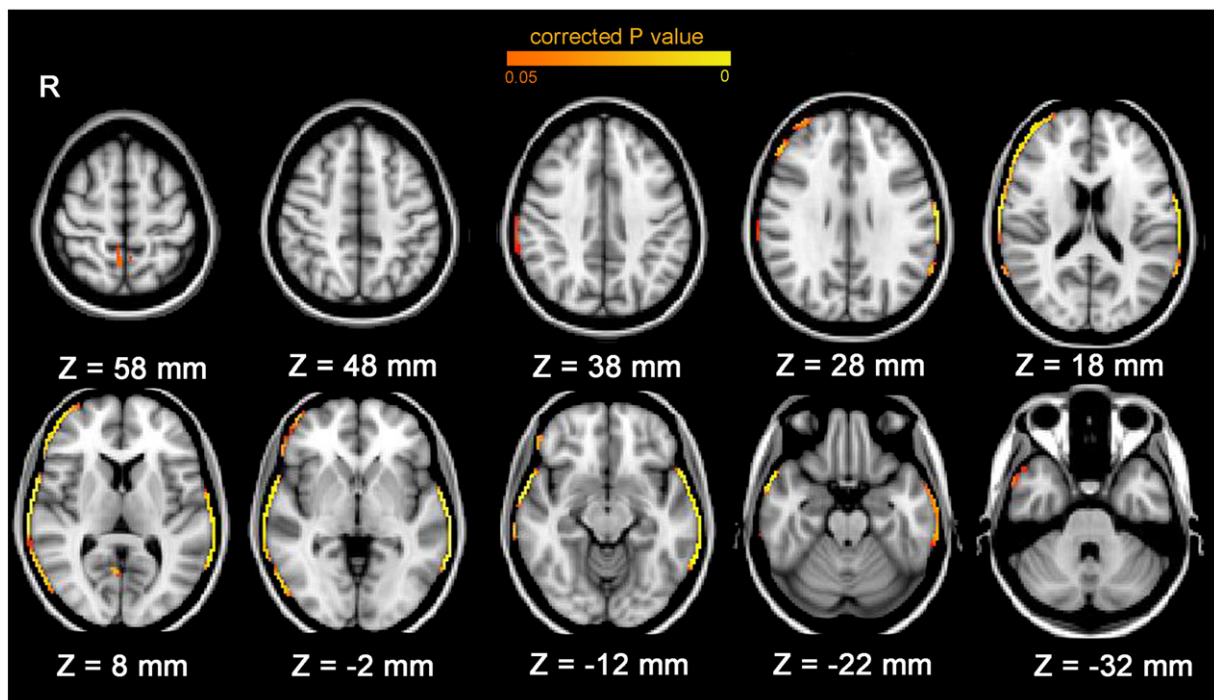 corrected P value
0.05 0
R
Z = 58 mm Z = 48 mm Z = 38 mm Z = 28 mm Z = 18 mm
Z = 8 mm Z = -2 mm Z = -12 mm Z = -22 mm Z = -32 mm